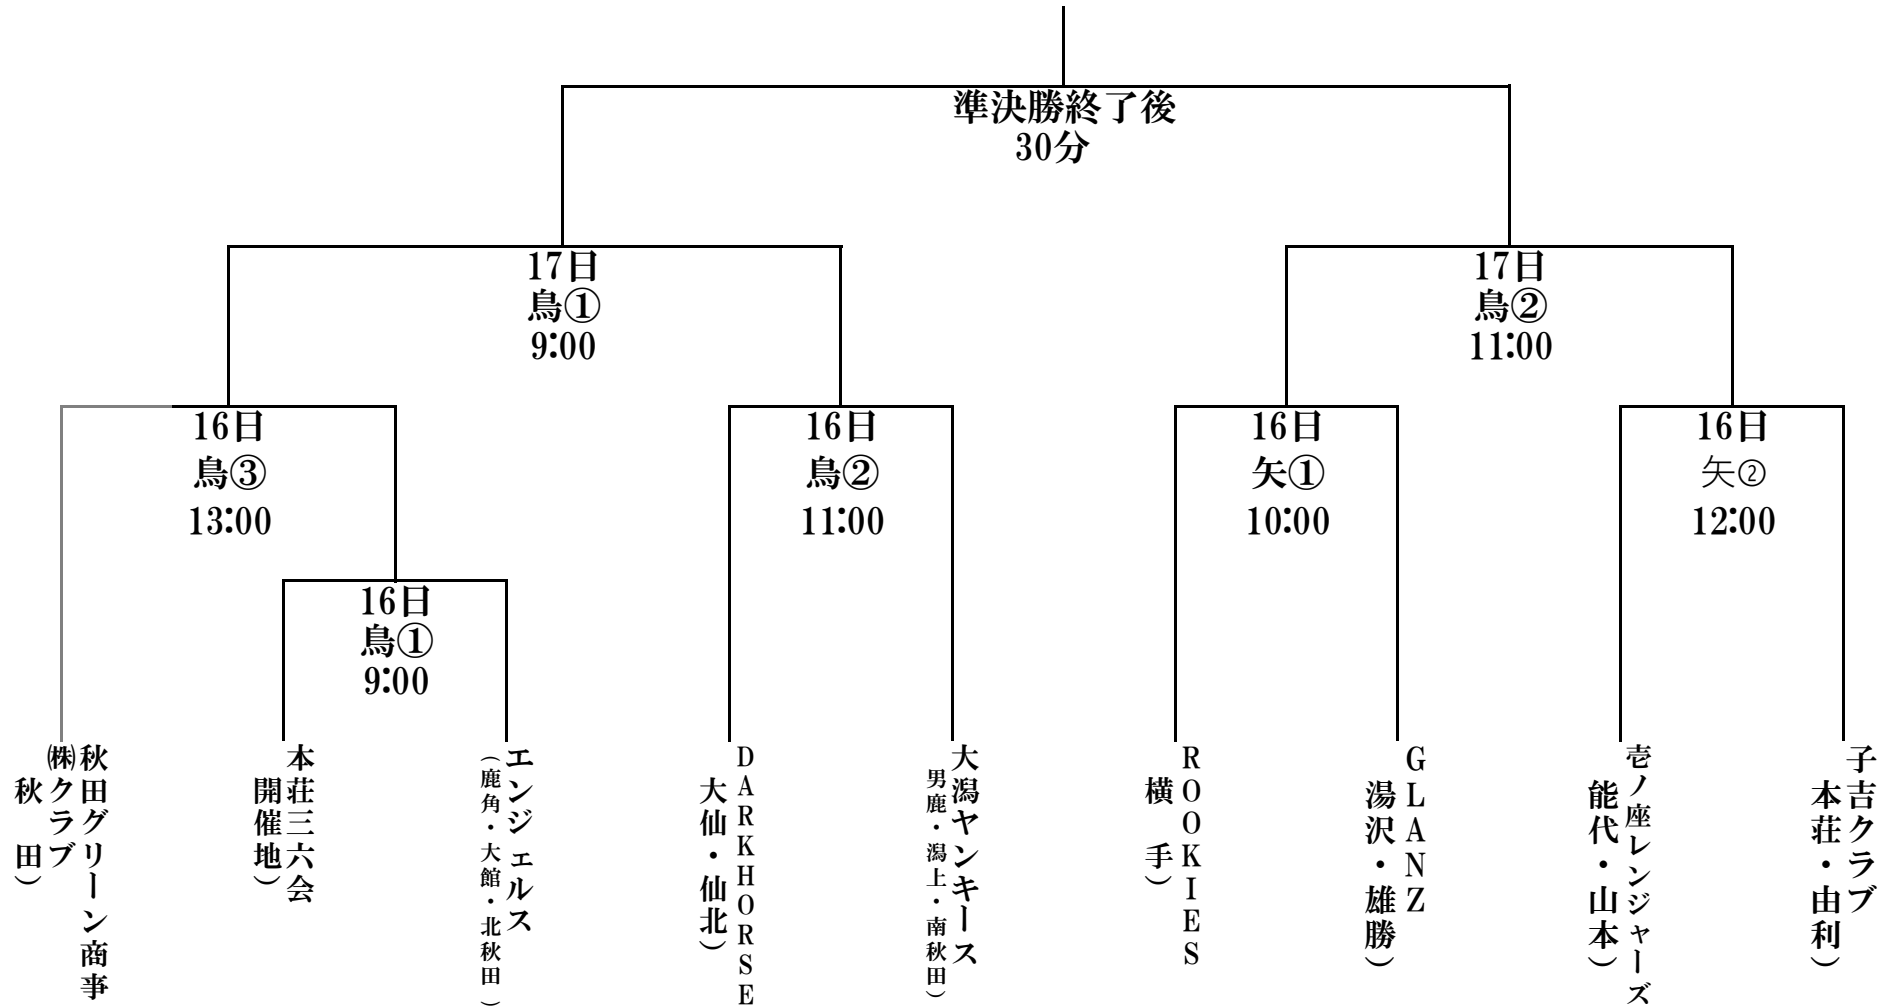 準決勝終了後
30分
17日
鳥①
9:00
17日
鳥②
11:00
16日
鳥③
13:00
16日
鳥②
11:00
16日
矢①
10:00
16日
矢②
12:00
16日
鳥①
9:00
秋田グリーン商事
㈱クラブ
秋 田）
本荘三六会
開催地）
エンジェルス
（鹿角・大館・北秋田）
DARKHORSE
大仙・仙北）
大潟ヤンキース
男鹿・潟上・南秋田）
ROOKIES
横 手）
GLANZ
湯沢・雄勝）
壱ノ座レンジャーズ
能代・山本）
子吉クラブ
本荘・由利）